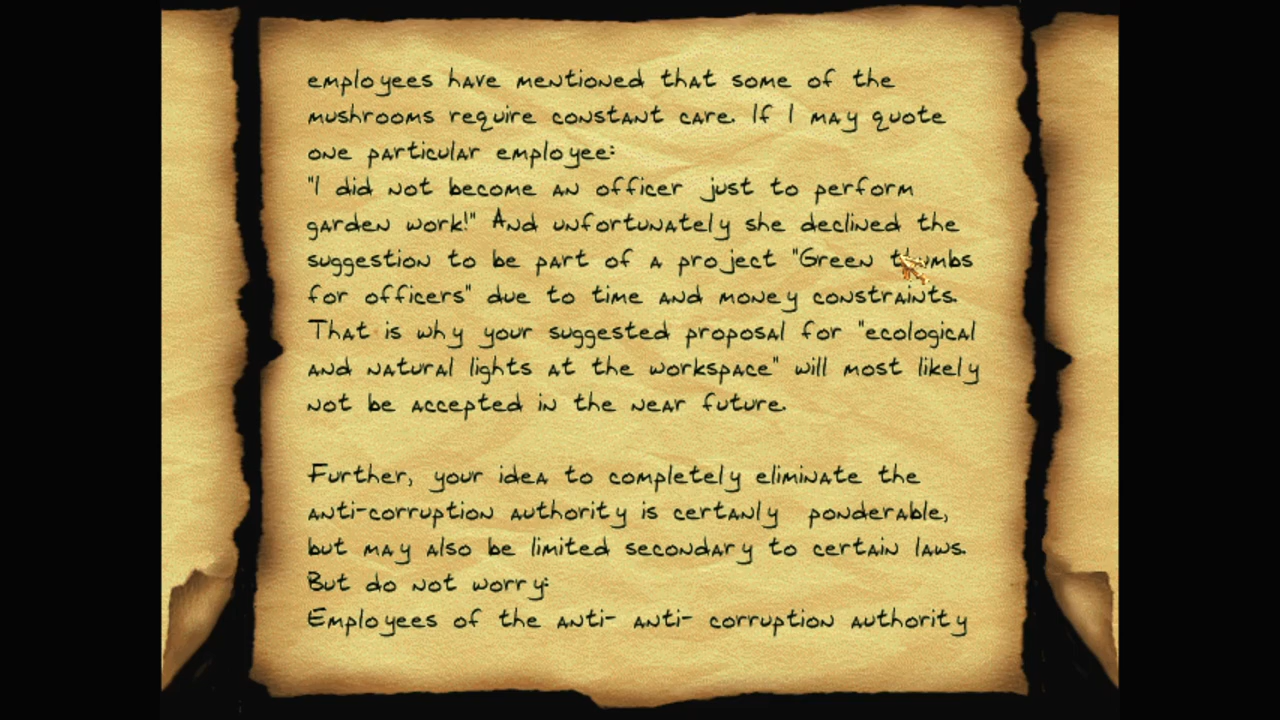 employees have mentioned that some of the
mushrooms require constant care. If I may quote
one particular employee:
"I did not become an officer just to perform
garden work!" And unfortunately she declined the
suggestion to be part of a project "Green thumbs
for officers" due to time and money constraints.
That is why your suggested proposal for "ecological
and natural lights at the workspace" will most likely
not be accepted in the near future.
Further, your idea to completely eliminate the
anti-corruption authority is certanly ponderable,
but may also be limited secondary to certain laws.
But do not worry:
Employees of the anti- anti- corruption authority